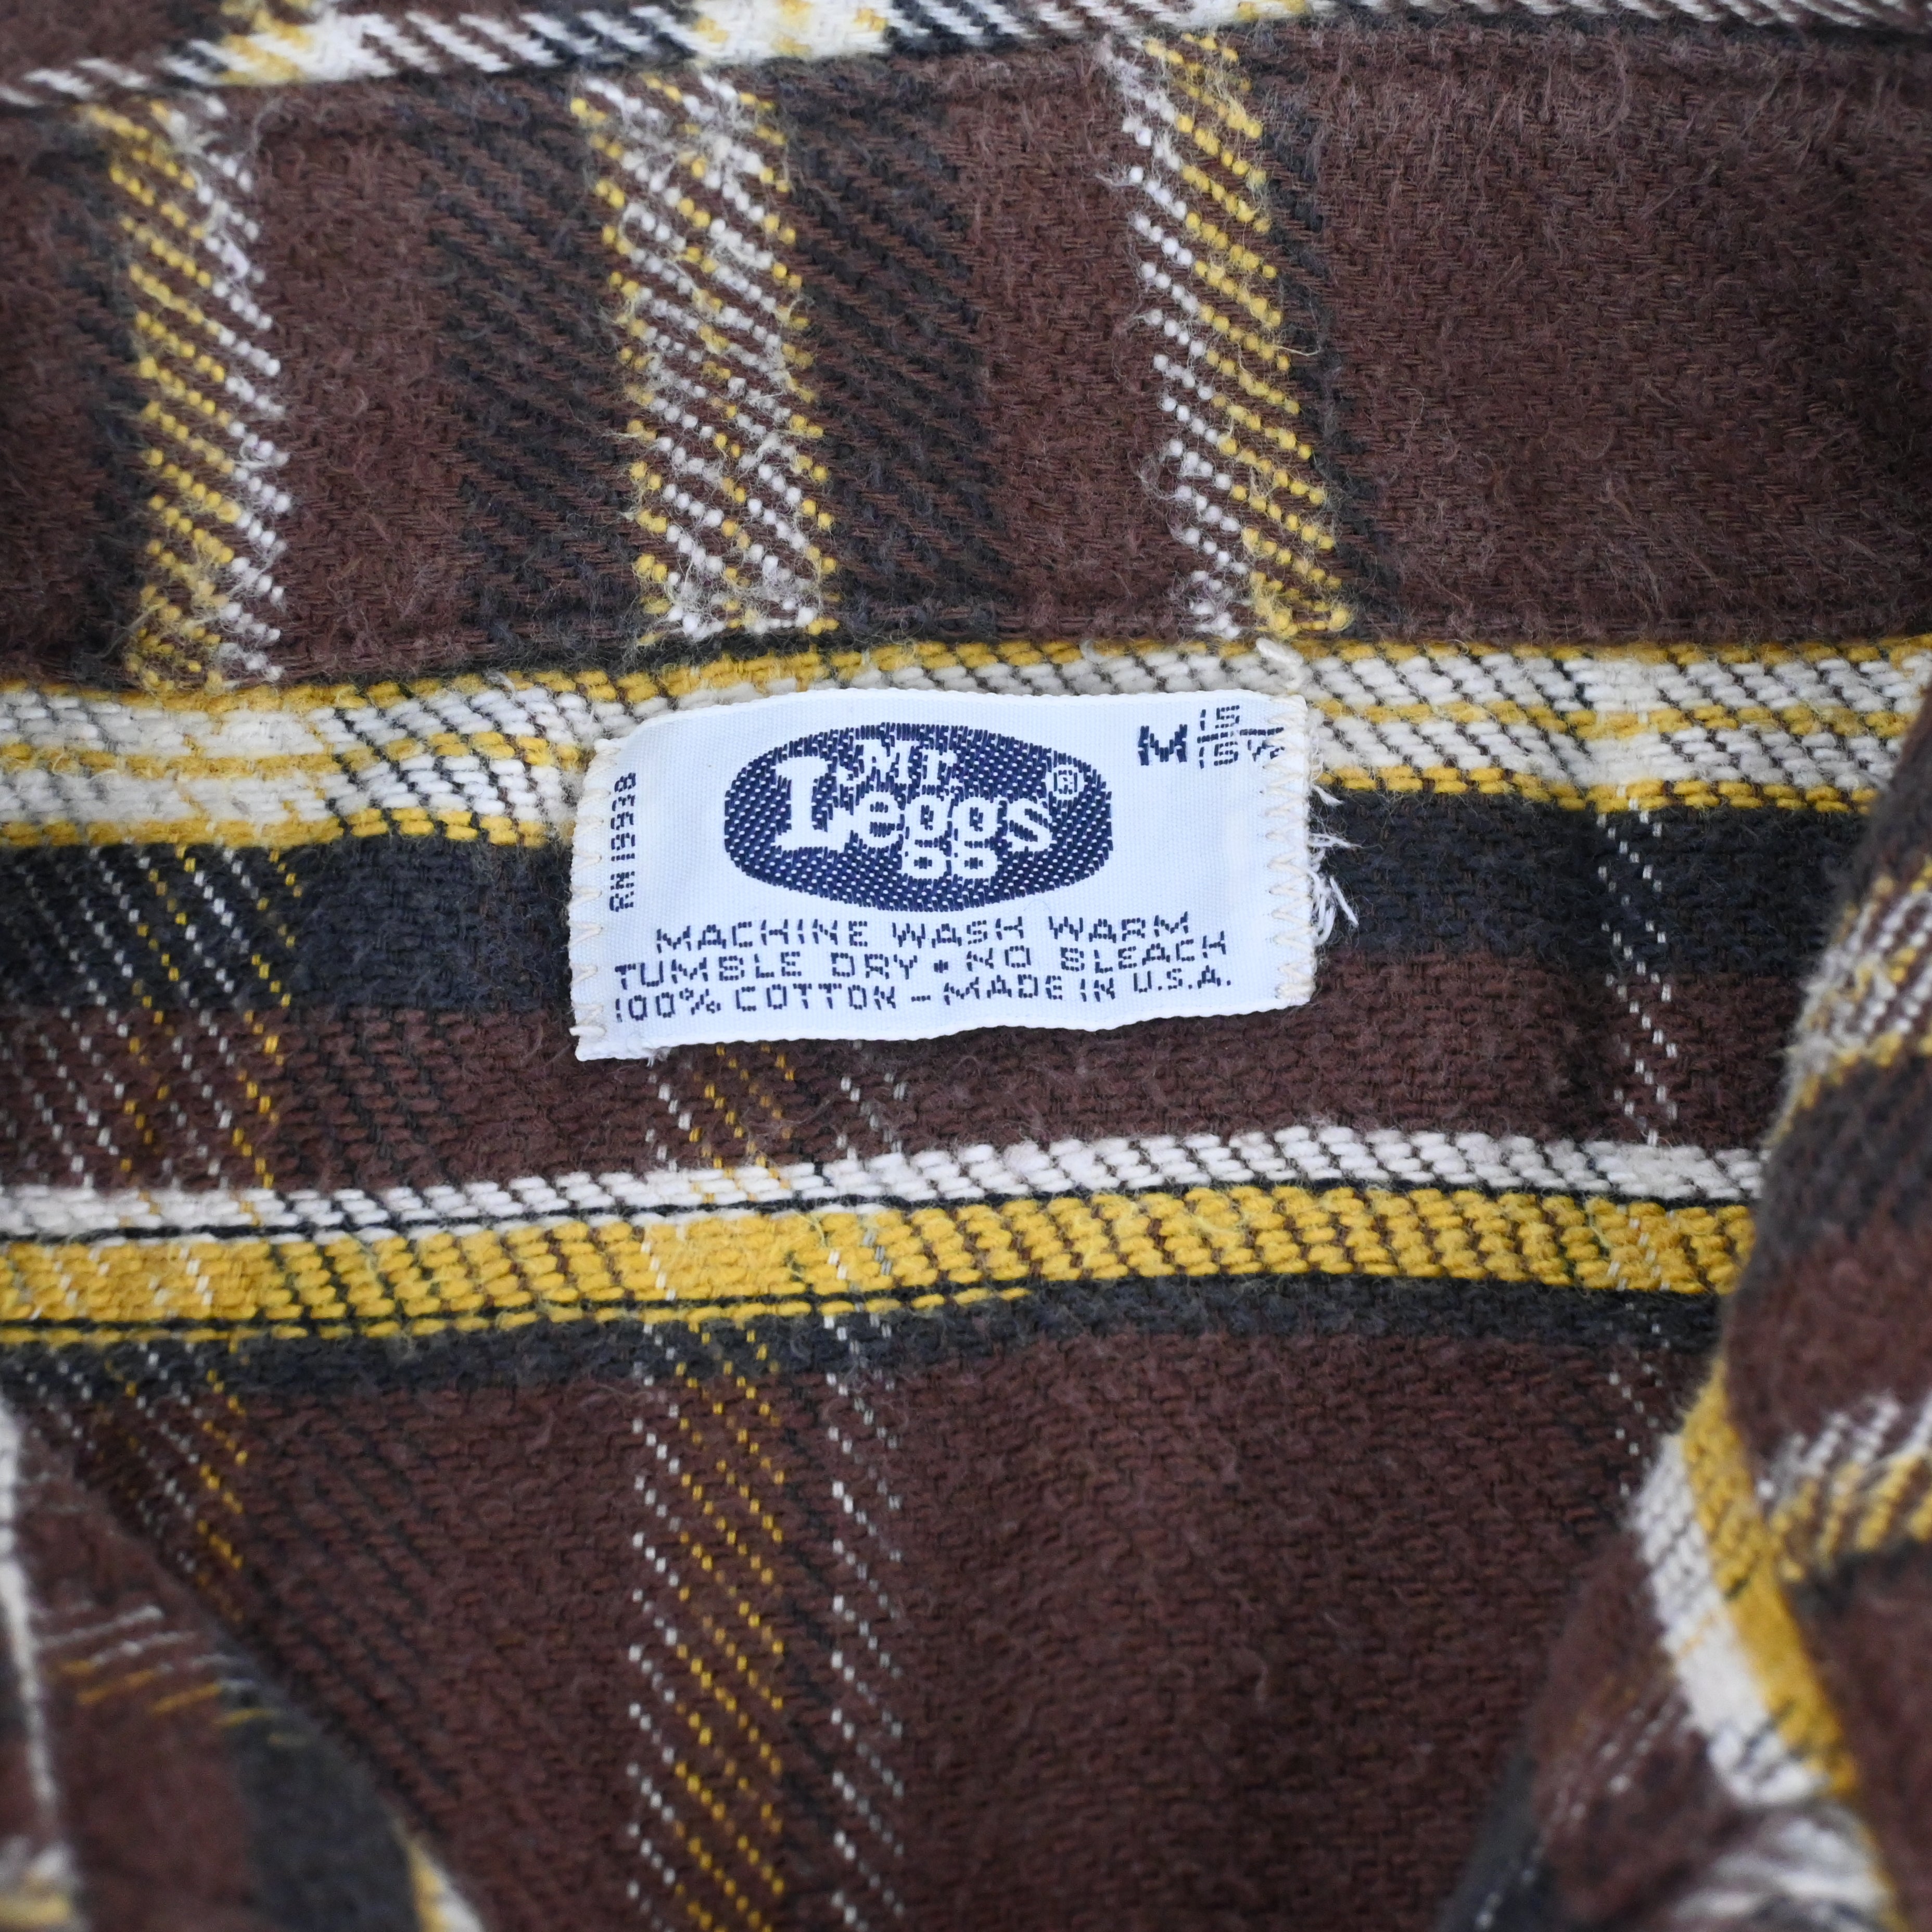 Mr.
Leggs®
M 15
15½
RN 19938
MACHINE WASH WARM
TUMBLE DRY • NO BLEACH
100% COTTON – MADE IN U.S.A.